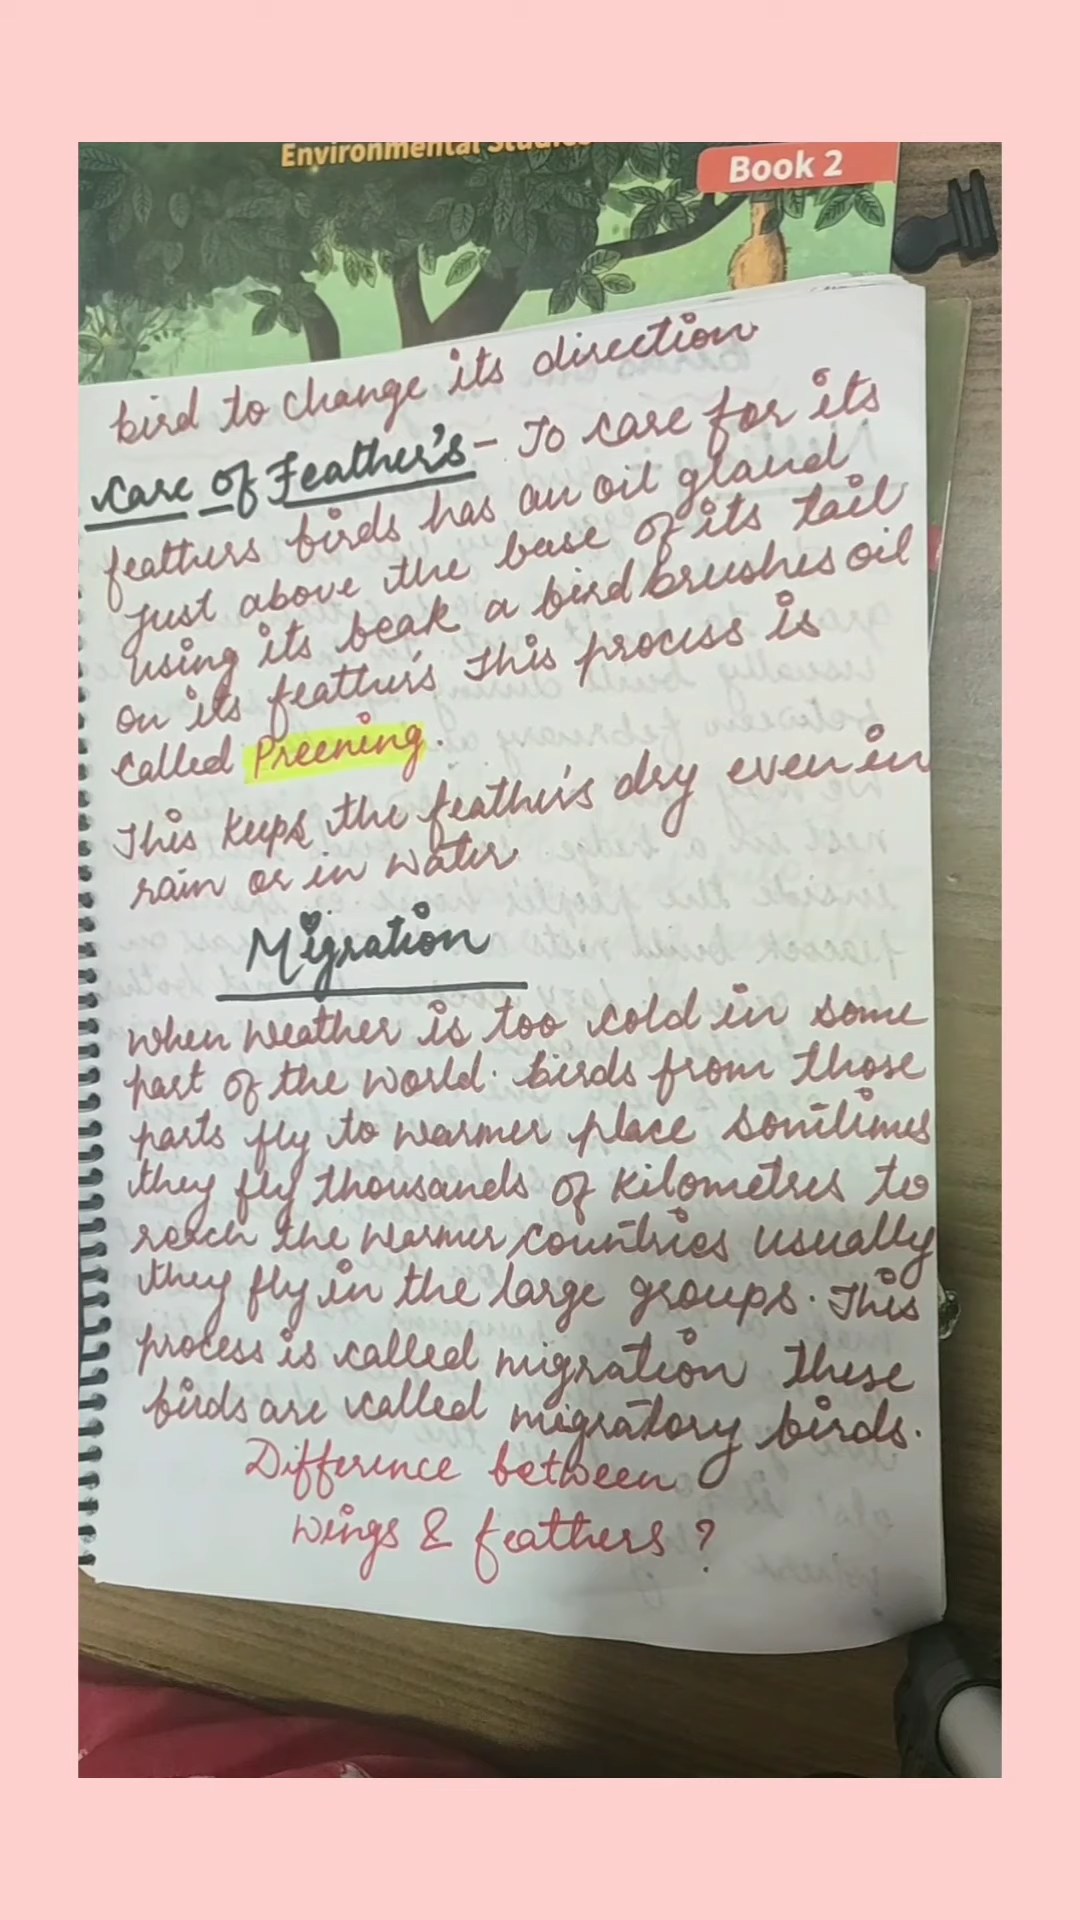 Environmental Studies
Book 2
bird to change its direction
Care of Feather's - To care for its
feathers birds has an oil gland
just above the base of its tail
using its beak a bird brushes oil
on its feather's This process is
called Preening.
This keeps the feather's dry even in
rain or in water
Migration
when weather is too cold in some
part of the world. birds from those
parts fly to warmer place sometimes
they fly thousands of kilometres to
reach the warmer countries usually
they fly in the large groups. This
process is called migration These
birds are called migratory birds.
Difference between
wings & feathers?